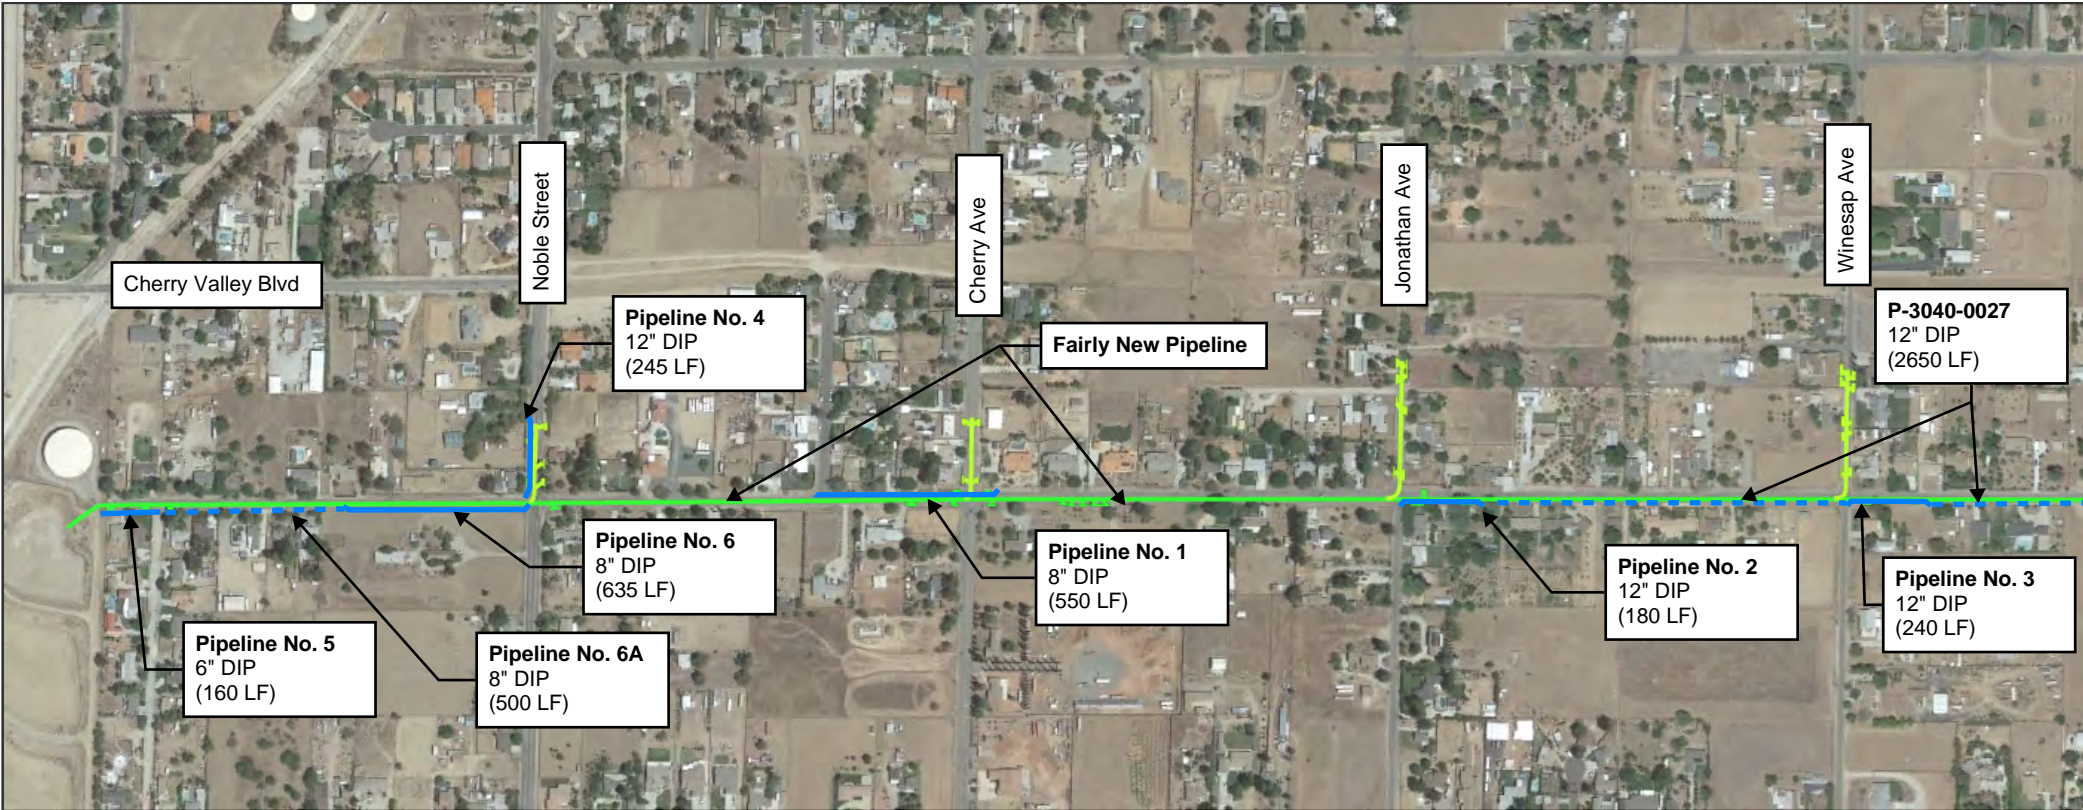 Noble Street
Cherry Ave
Jonathan Ave
Winesap Ave
Cherry Valley Blvd
Pipeline No. 4
12" DIP
(245 LF)
Fairly New Pipeline
P-3040-0027
12" DIP
(2650 LF)
Pipeline No. 6
8" DIP
(635 LF)
Pipeline No. 1
8" DIP
(550 LF)
Pipeline No. 2
12" DIP
(180 LF)
Pipeline No. 3
12" DIP
(240 LF)
Pipeline No. 5
6" DIP
(160 LF)
Pipeline No. 6A
8" DIP
(500 LF)